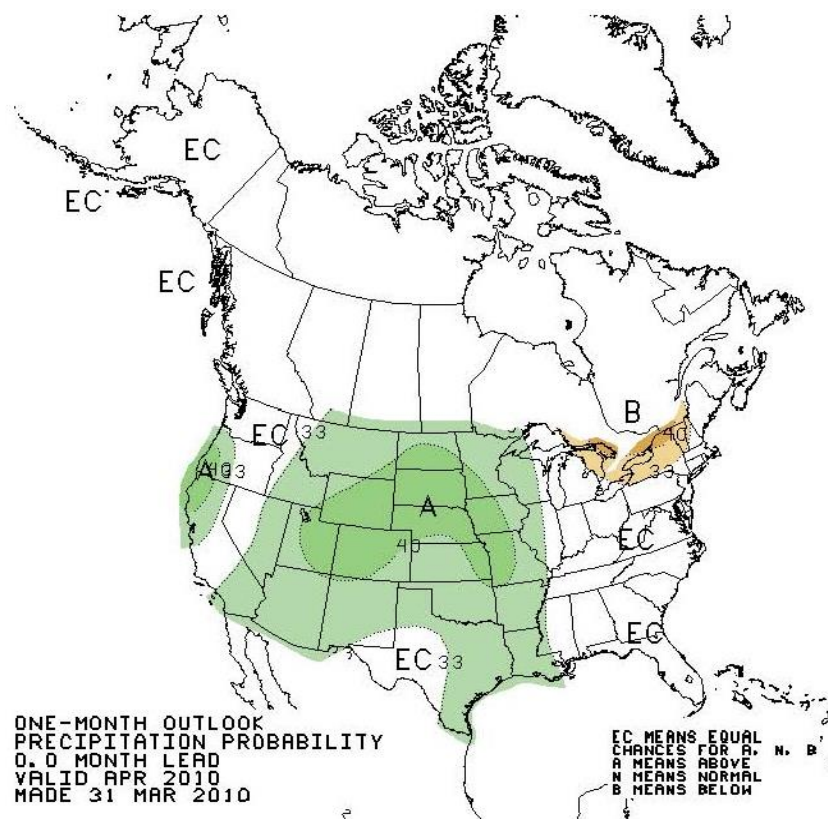 EC
EC
EC
B
33
EC
40
A
40
33
33
A
EC
40
EC
EC
33
ONE-MONTH OUTLOOK
PRECIPITATION PROBABILITY
0.0 MONTH LEAD
VALID APR 2010
MADE 31 MAR 2010
EC MEANS EQUAL
CHANCES FOR A, N, B
A MEANS ABOVE
N MEANS NORMAL
B MEANS BELOW